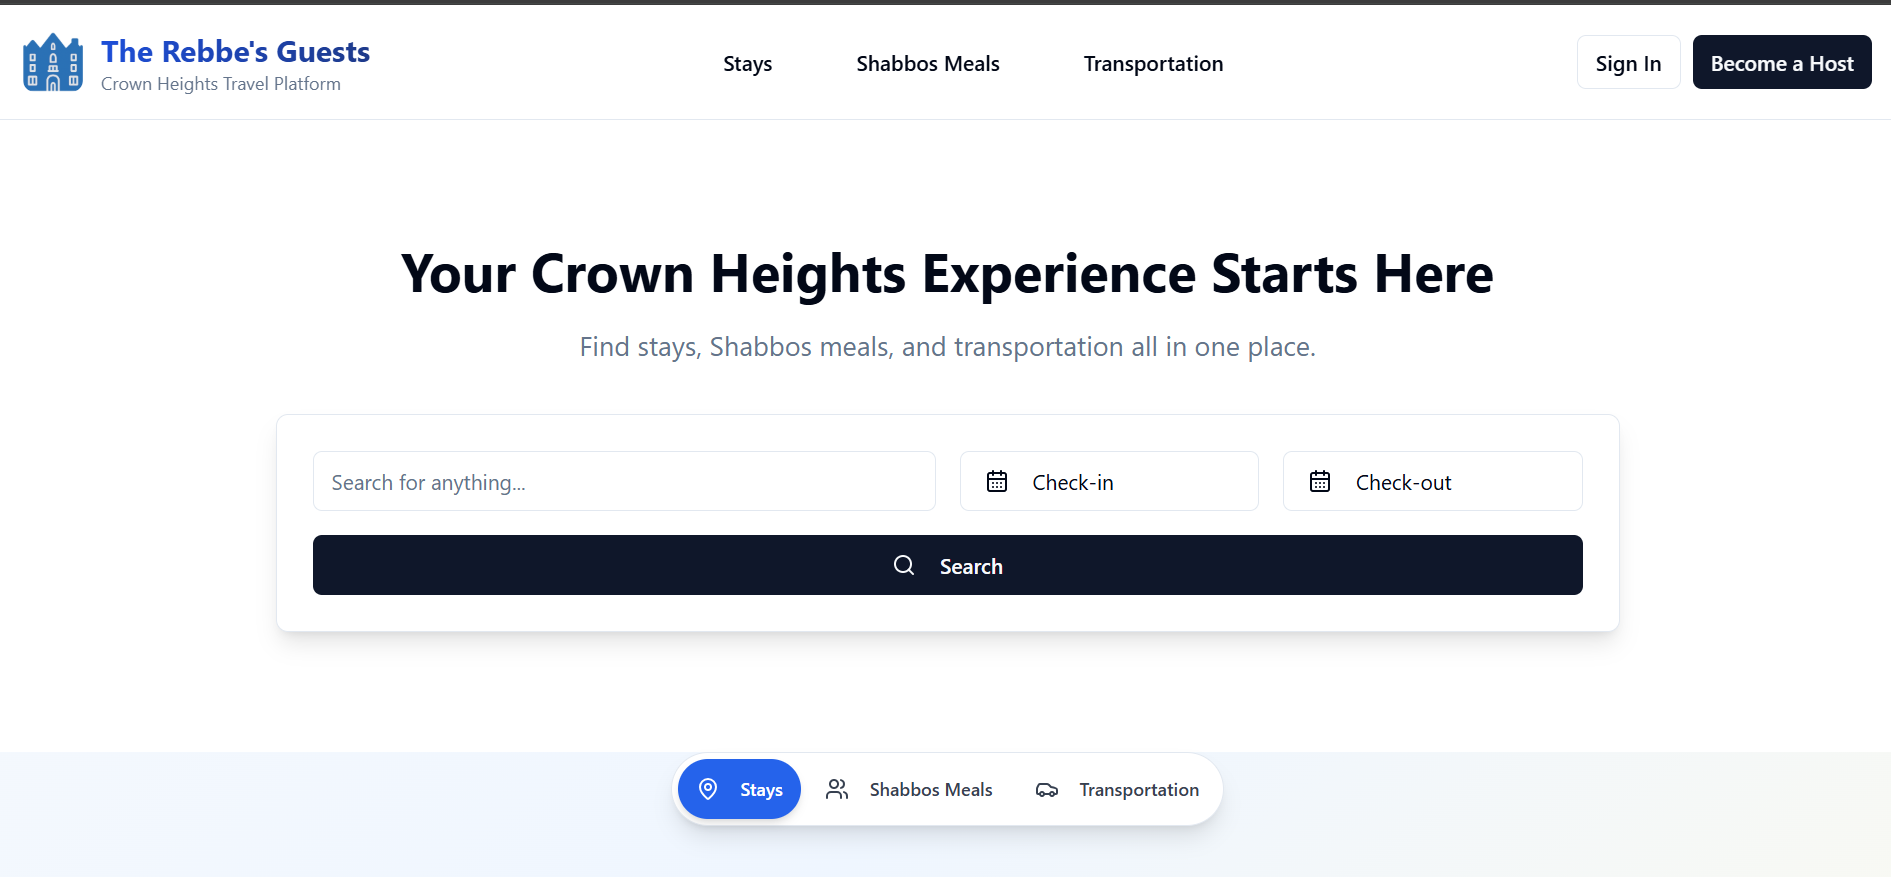 The Rebbe's Guests
Crown Heights Travel Platform
Stays
Shabbos Meals
Transportation
Sign In
Become a Host
Your Crown Heights Experience Starts Here
Find stays, Shabbos meals, and transportation all in one place.
Search for anything...
Check-in
Check-out
Search
Stays
Shabbos Meals
Transportation